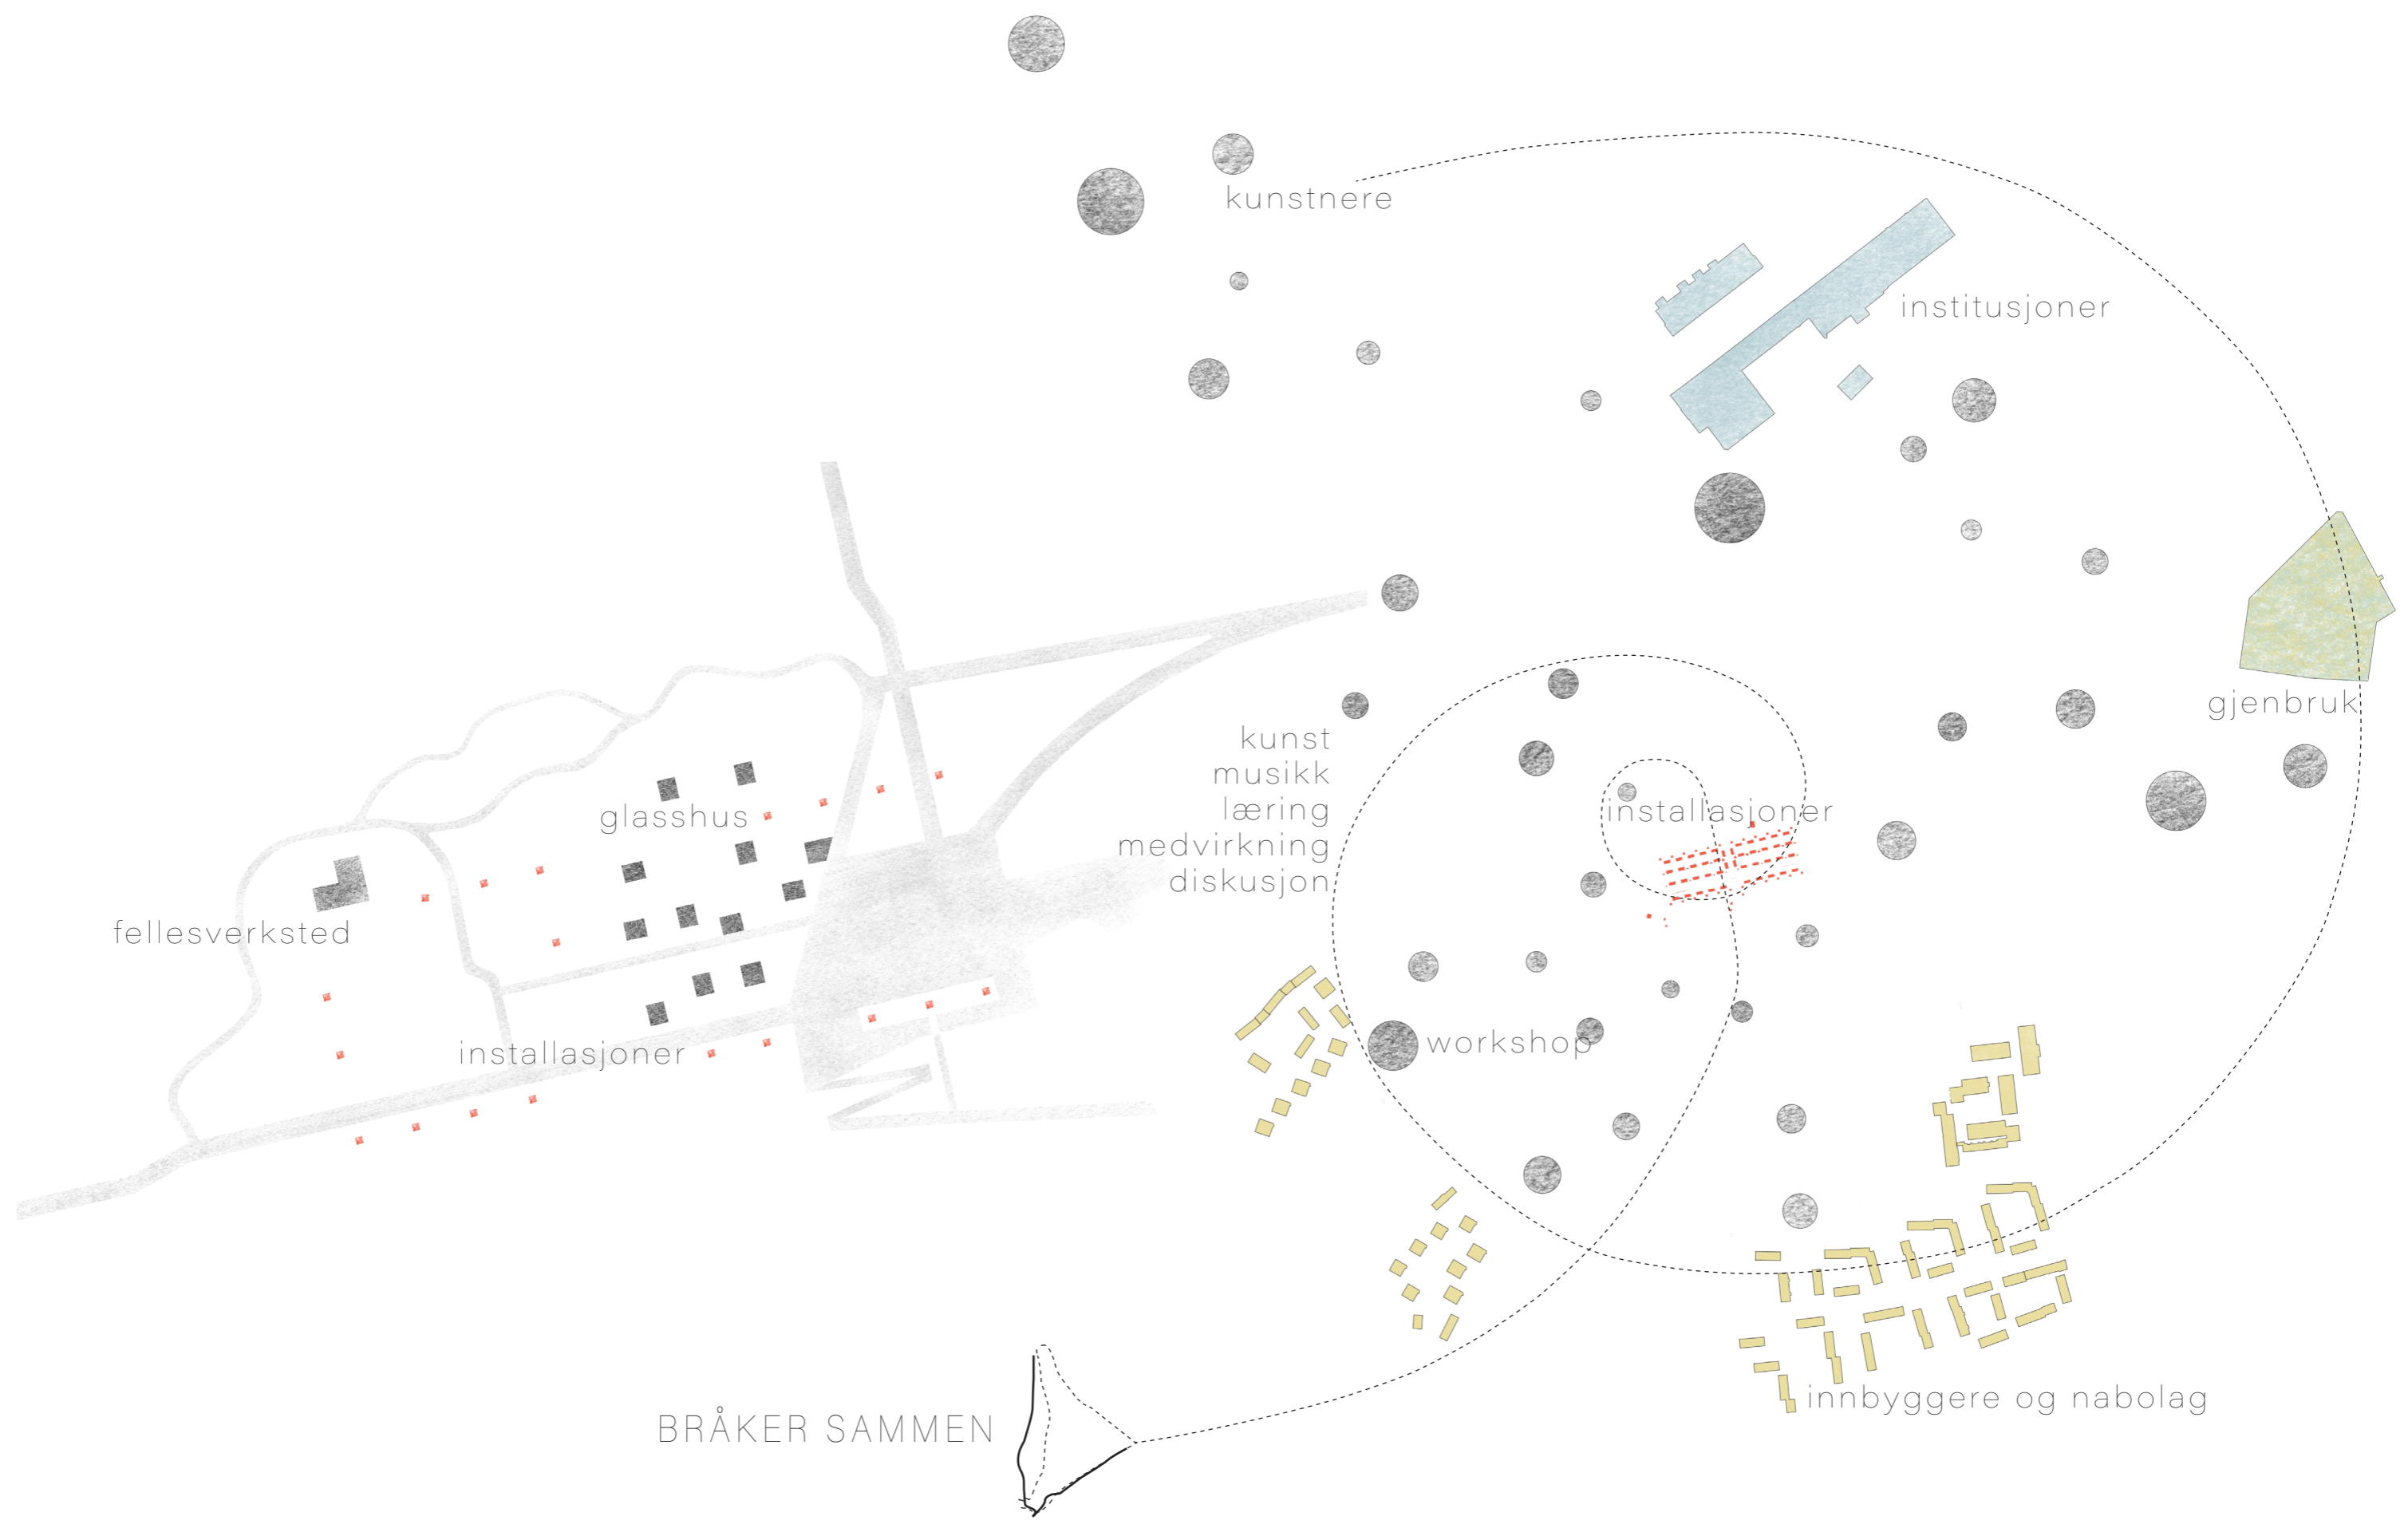 kunstnere
institusjoner
gjenbruk
kunst
musikk
læring
medvirkning
diskusjon
installasjoner
glasshus
fellesverksted
installasjoner
workshop
innbyggere og nabolag
BRÅKER SAMMEN